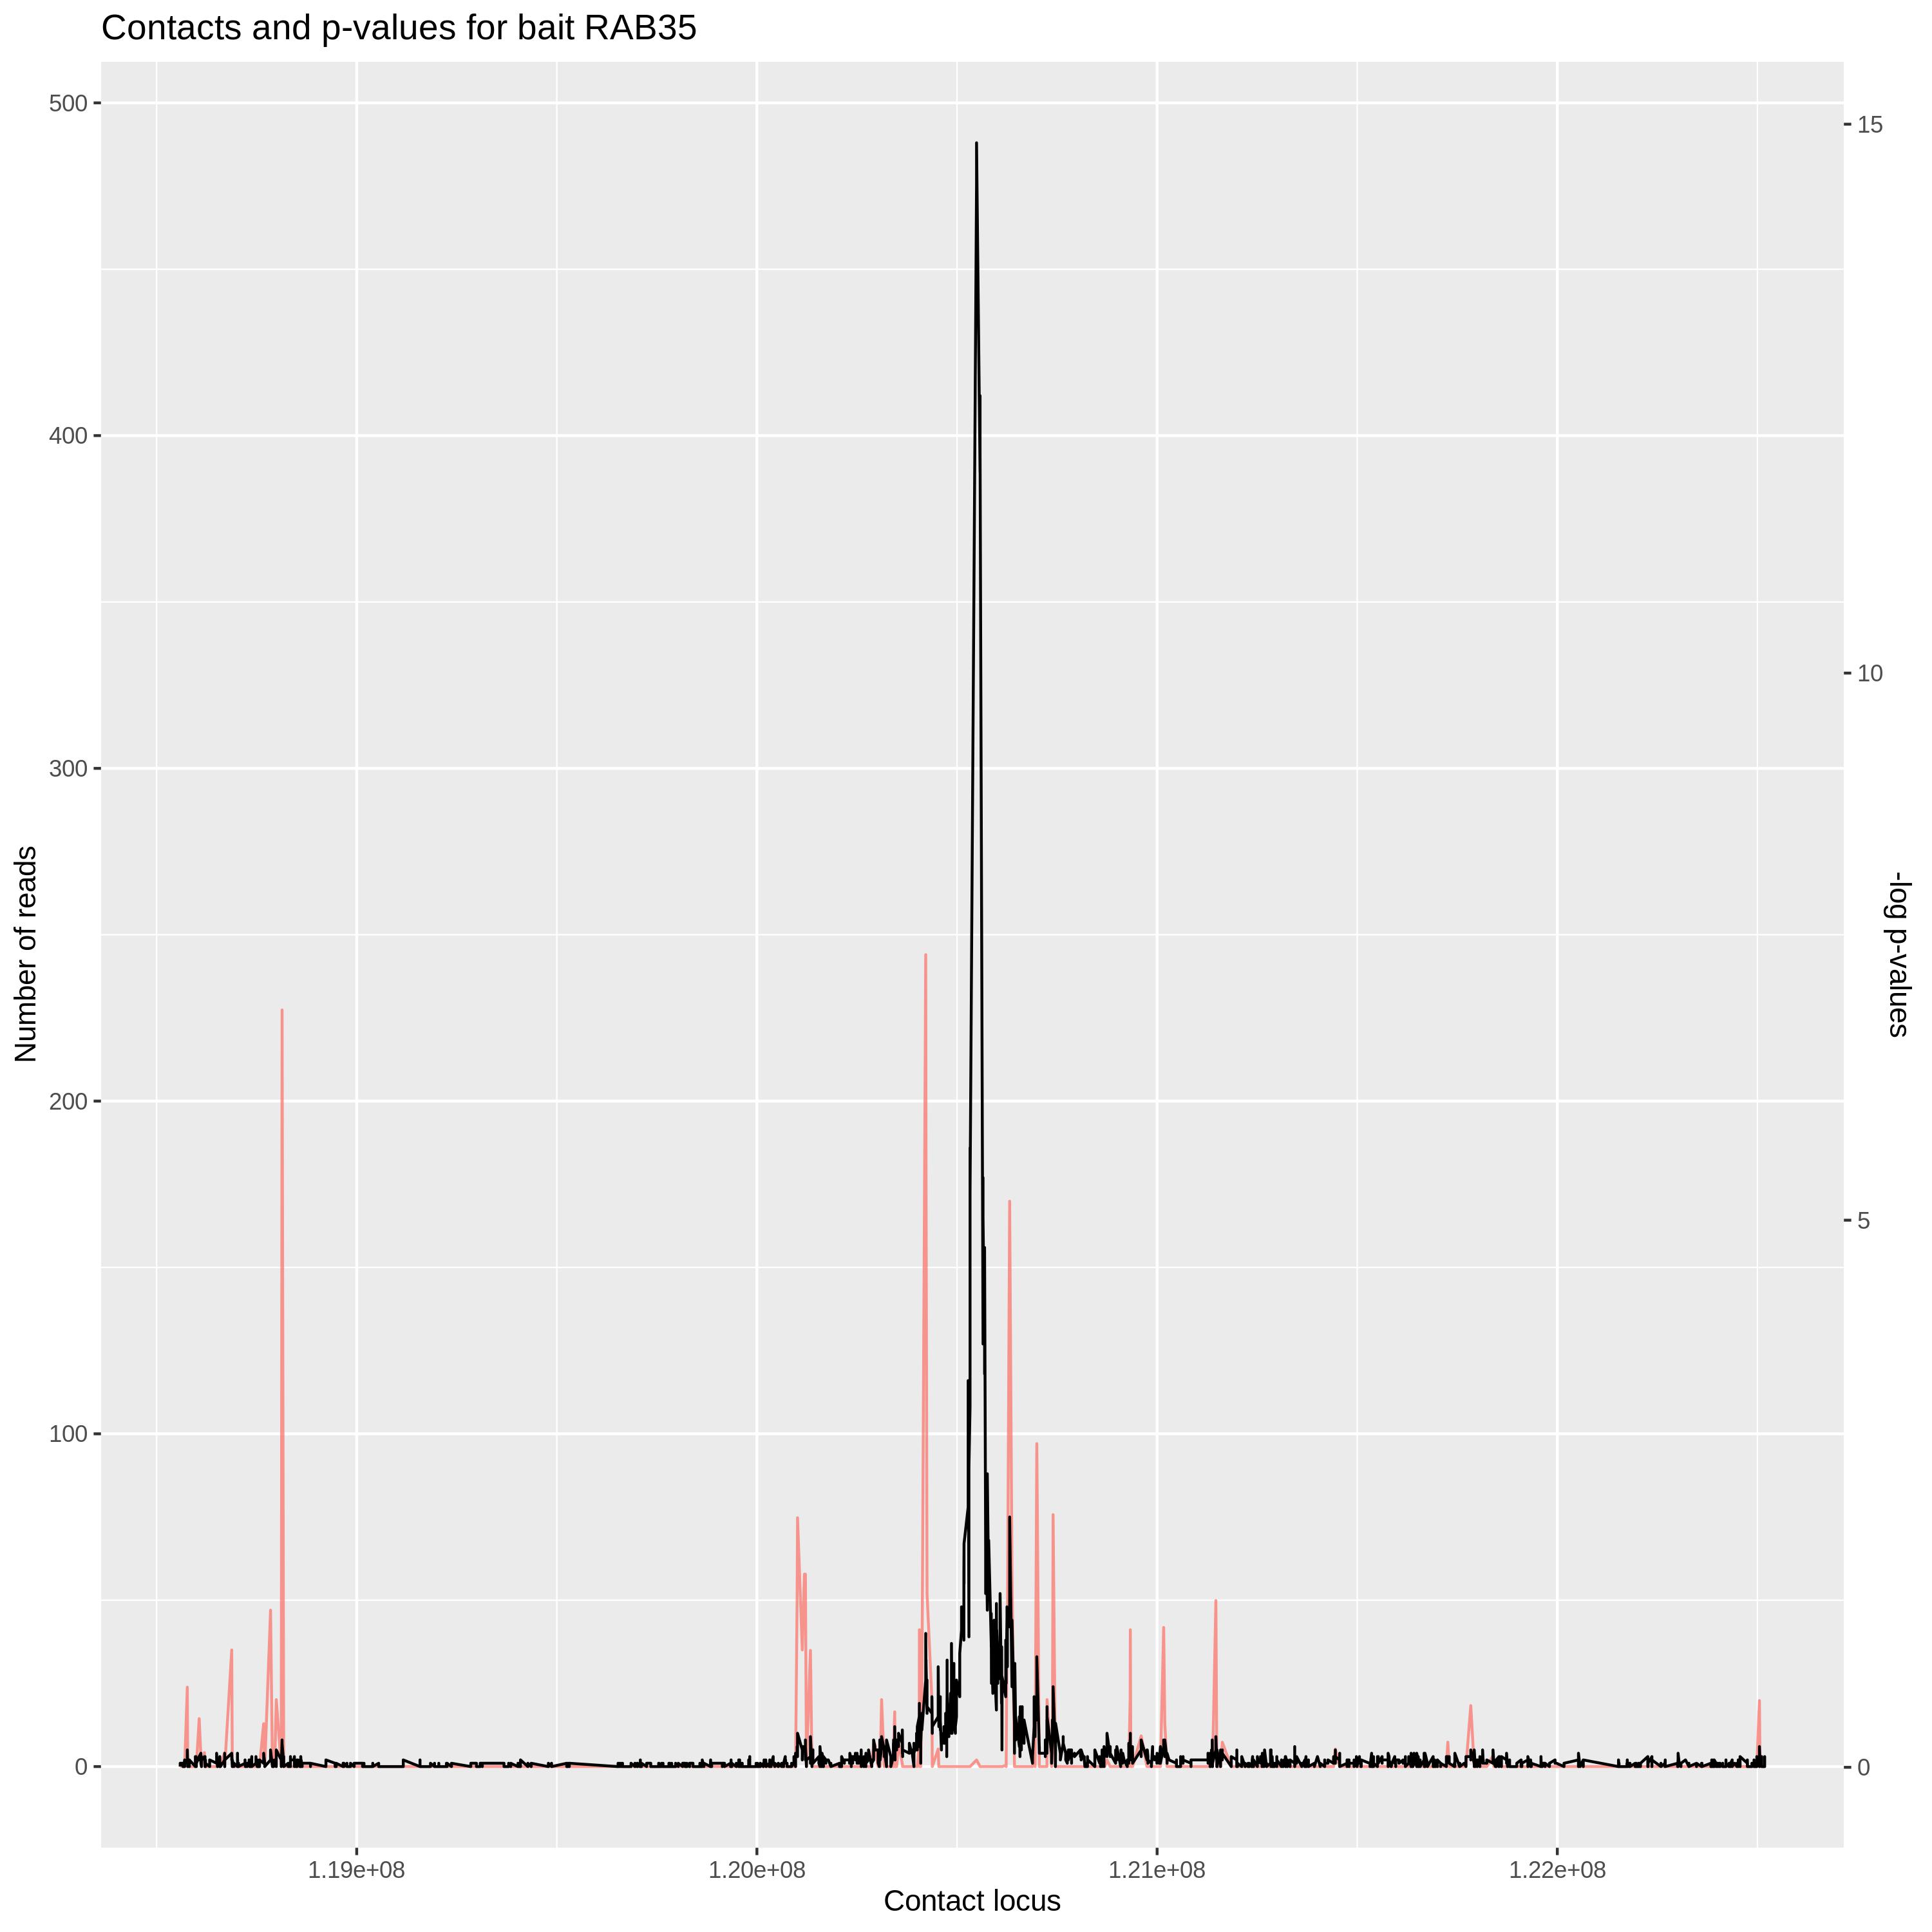 Contacts and p-values for bait RAB35
500
400
300
200
100
0
Number of reads
15
10
5
0
-log p-values
1.19e+08
1.20e+08
1.21e+08
1.22e+08
Contact locus